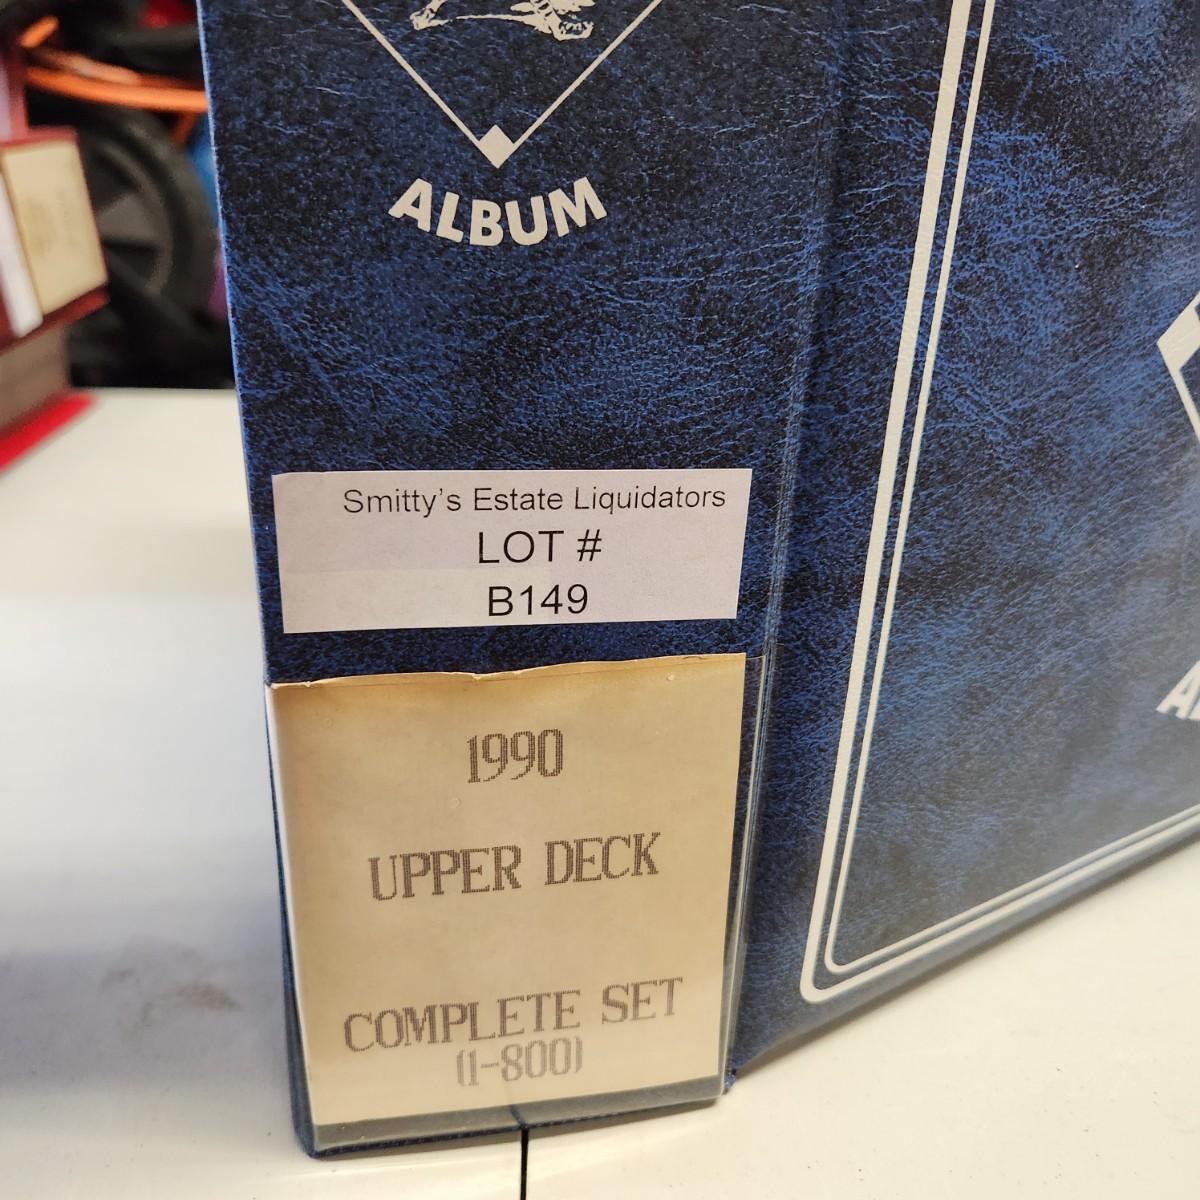 ALBUM
Smitty's Estate Liquidators
LOT #
B149
1990
UPPER DECK
COMPLETE SET
(1-800)